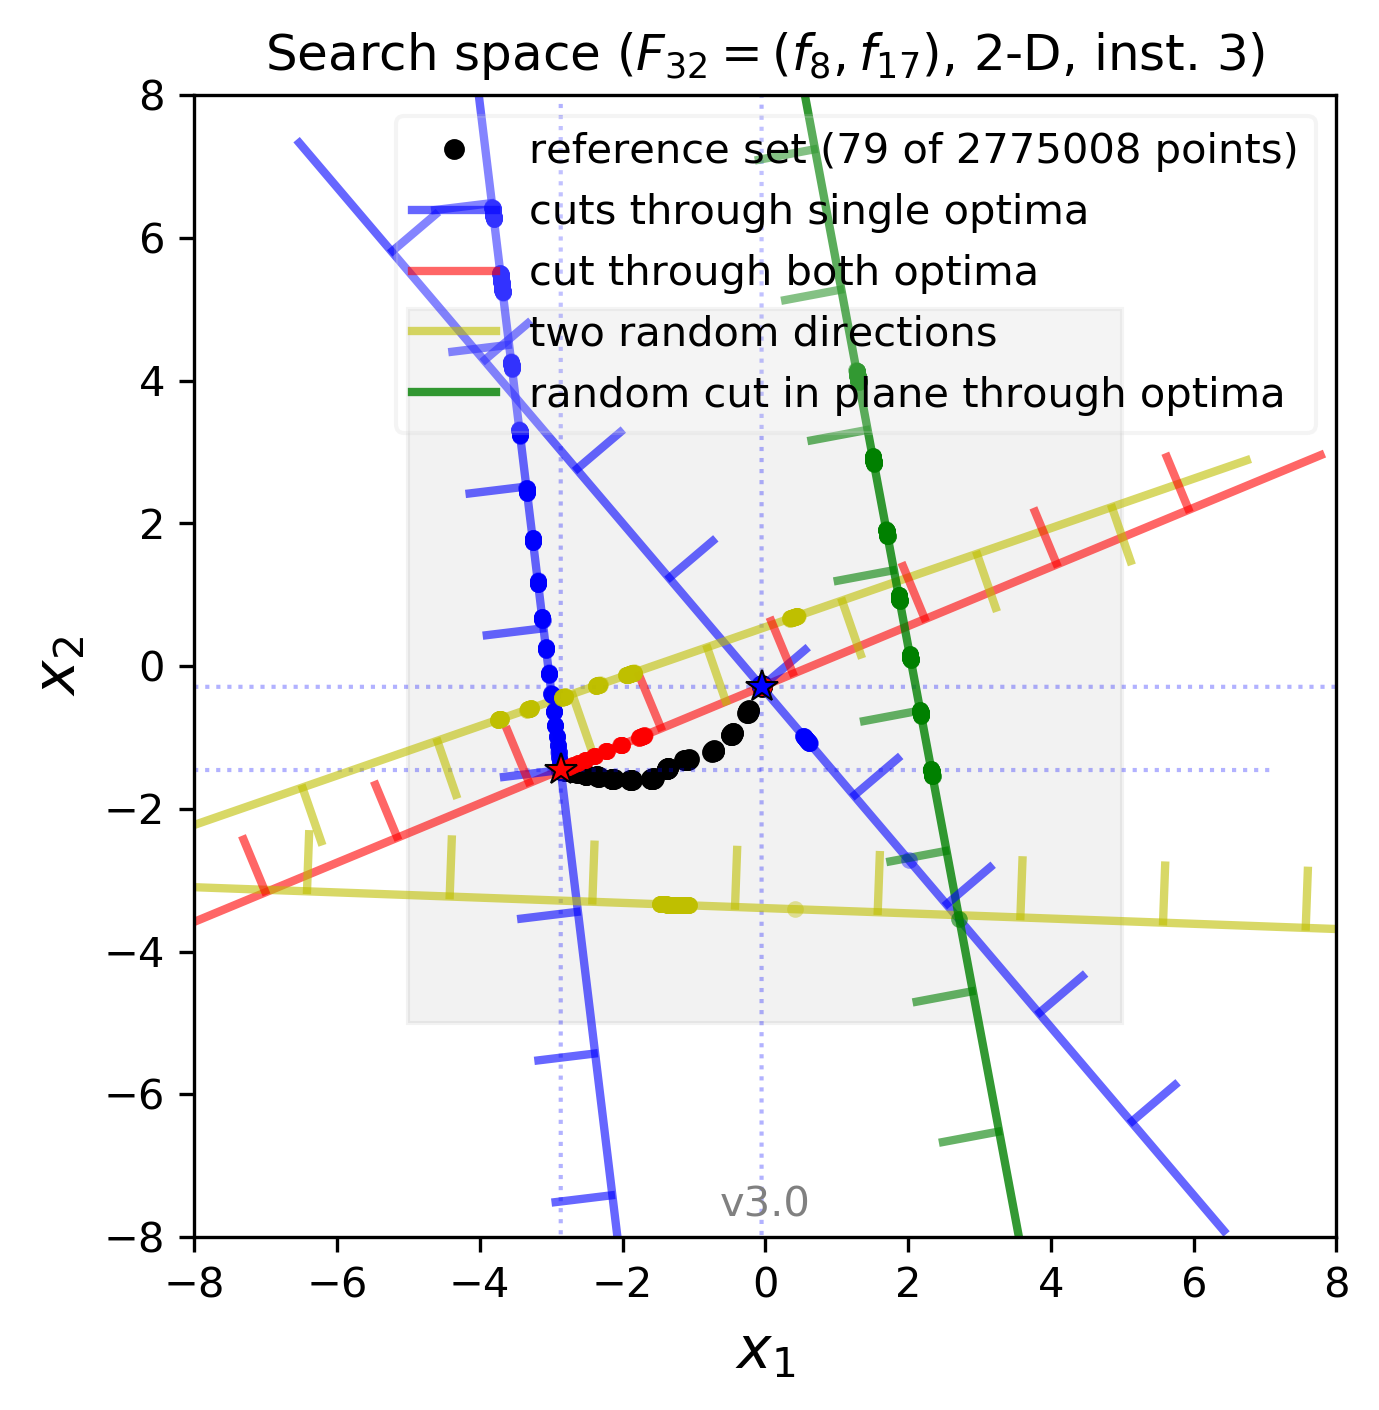 Search space (F32 = (f8, f17), 2-D, inst. 3)
reference set (79 of 2775008 points)
cuts through single optima
cut through both optima
two random directions
random cut in plane through optima
8
6
4
2
0
−2
−4
−6
−8
x2
v3.0
−8 −6 −4 −2 0 2 4 6 8
x1